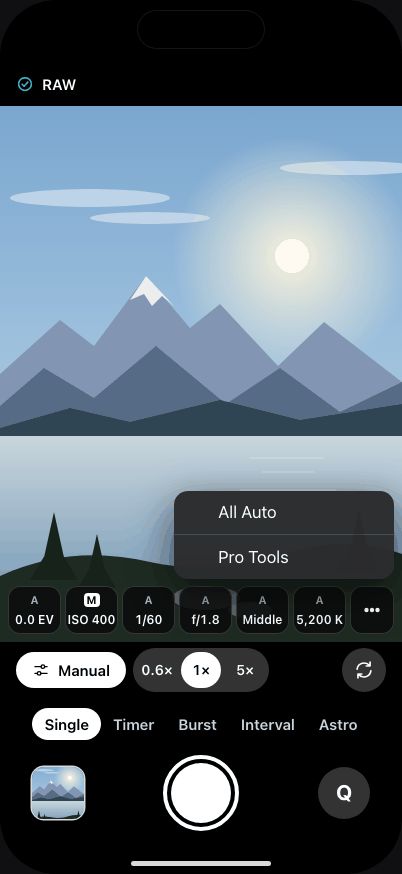 RAW
All Auto
Pro Tools
A
0.0 EV
M
ISO 400
A
1/60
A
f/1.8
A
Middle
A
5,200 K
•••
Manual
0.6×
1×
5×
Single
Timer
Burst
Interval
Astro
Q